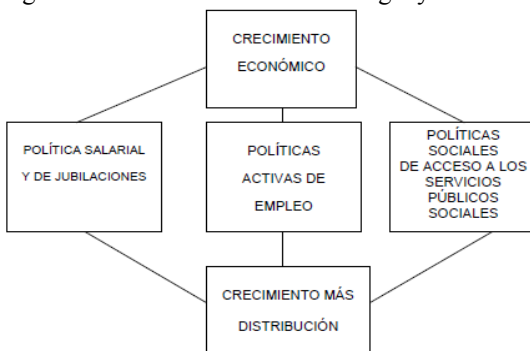 CRECIMIENTO
ECONÓMICO
POLÍTICA SALARIAL
Y DE JUBILACIONES
POLÍTICAS
ACTIVAS DE
EMPLEO
POLÍTICAS
SOCIALES
DE ACCESO A LOS
SERVICIOS
PÚBLICOS
SOCIALES
CRECIMIENTO MÁS
DISTRIBUCIÓN